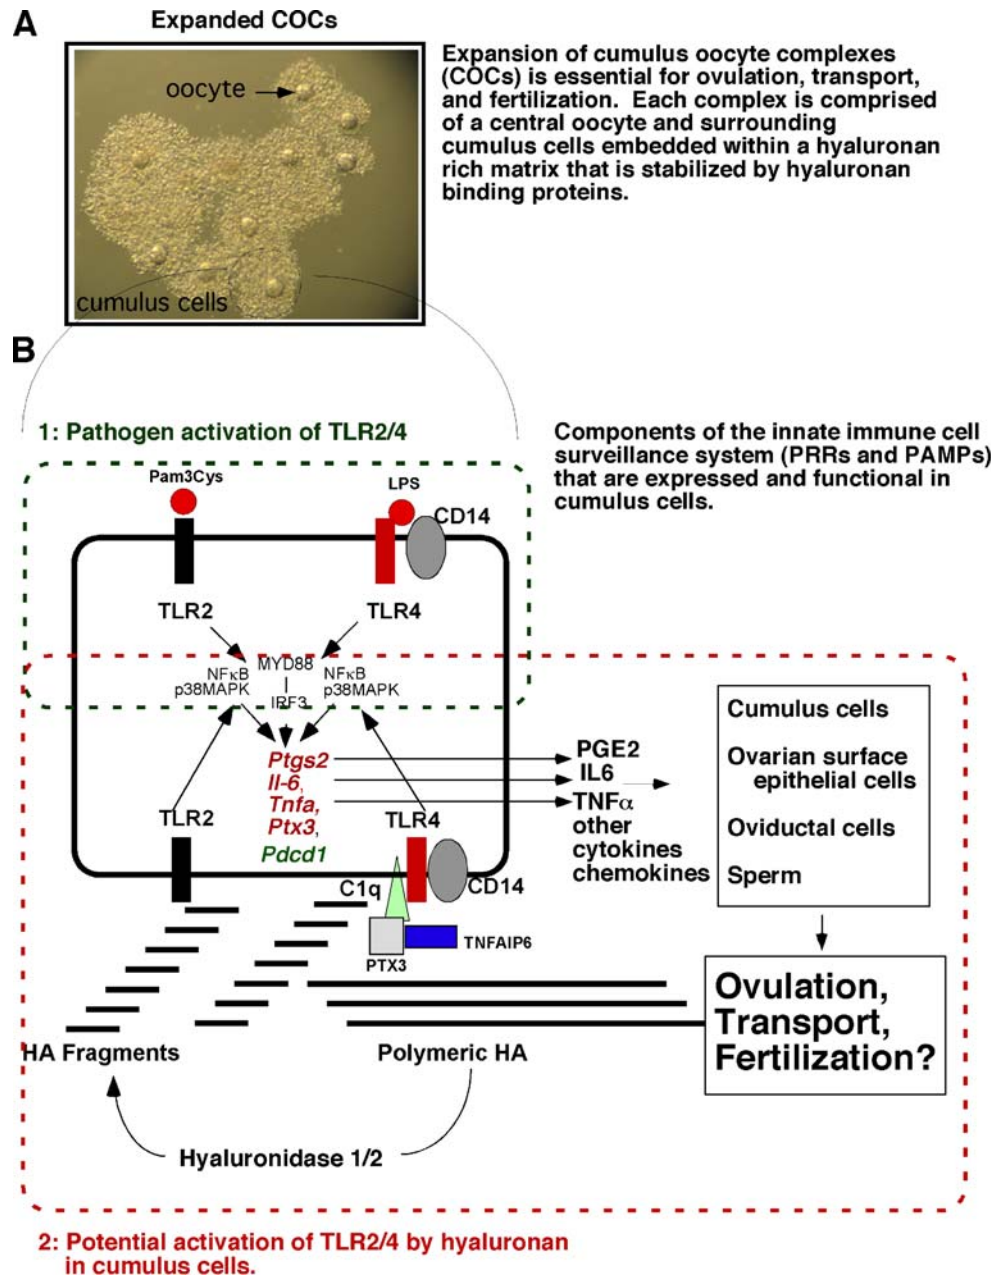 A
Expanded COCs
oocyte
cumulus cells
Expansion of cumulus oocyte complexes
(COCs) is essential for ovulation, transport,
and fertilization.  Each complex is comprised
of a central oocyte and surrounding
cumulus cells embedded within a hyaluronan
rich matrix that is stabilized by hyaluronan
binding proteins.
B
1: Pathogen activation of TLR2/4
Components of the innate immune cell
surveillance system (PRRs and PAMPs)
that are expressed and functional in
cumulus cells.
Pam3Cys
LPS
CD14
TLR2
TLR4
MYD88
NFκB
p38MAPK
NFκB
p38MAPK
IRF3
Ptgs2
Il-6,
Tnfa,
Ptx3,
Pdcd1
PGE2
IL6
TNFα
other
cytokines
chemokines
Cumulus cells
Ovarian surface
epithelial cells
Oviductal cells
Sperm
TLR2
TLR4
C1q
CD14
PTX3
TNFAIP6
Ovulation,
Transport,
Fertilization?
HA Fragments
Polymeric HA
Hyaluronidase 1/2
2: Potential activation of TLR2/4 by hyaluronan
in cumulus cells.